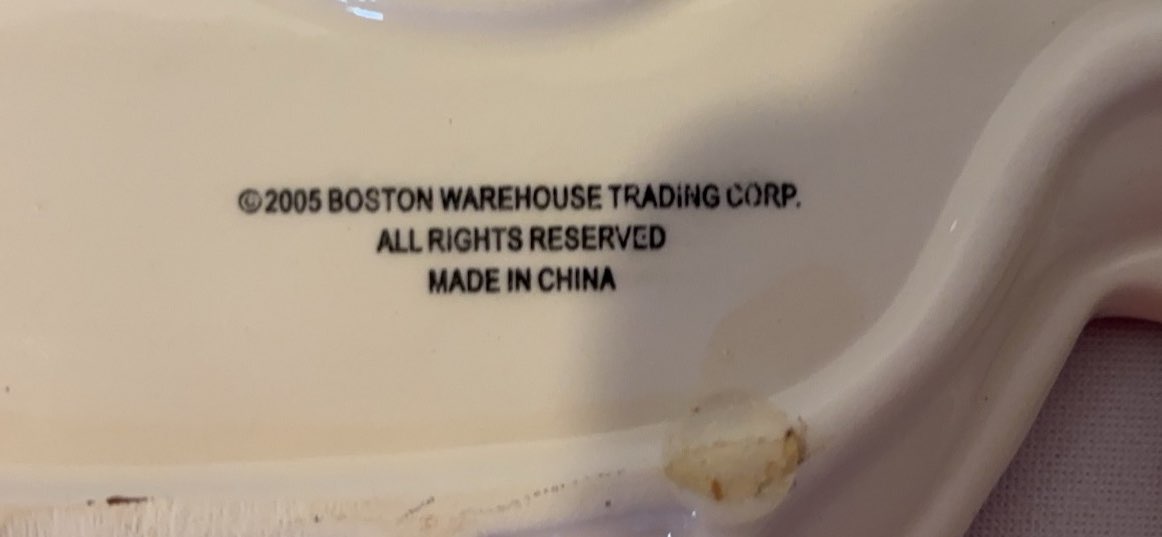 ©2005 BOSTON WAREHOUSE TRADING CORP.
ALL RIGHTS RESERVED
MADE IN CHINA